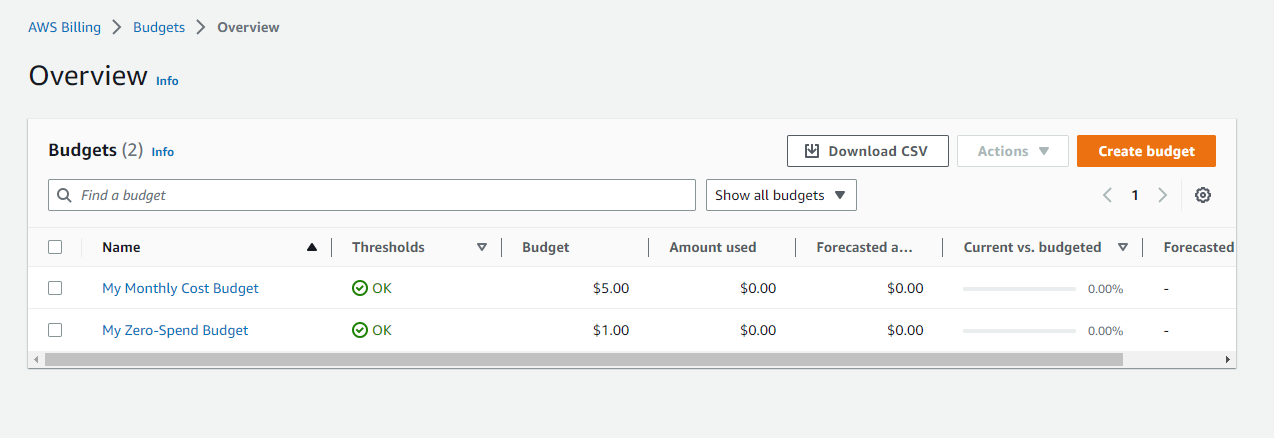 AWS Billing > Budgets > Overview
Overview Info
Budgets (2) Info Download CSV Actions Create budget
Find a budget Show all budgets 1
Name Thresholds Budget Amount used Forecasted a... Current vs. budgeted Forecasted
My Monthly Cost Budget OK $5.00 $0.00 $0.00 0.00% -
My Zero-Spend Budget OK $1.00 $0.00 $0.00 0.00% -